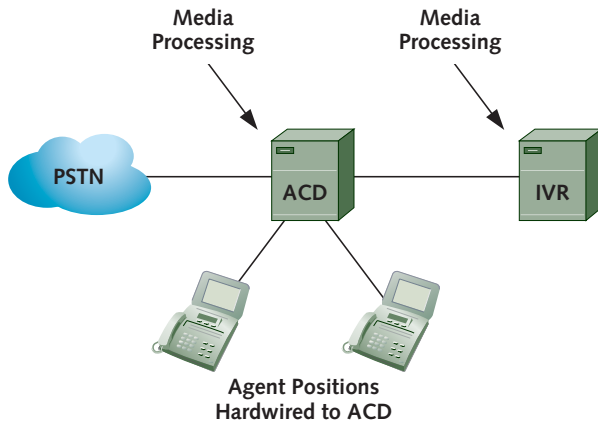 Media
Processing
Media
Processing
PSTN
ACD
IVR
Agent Positions
Hardwired to ACD